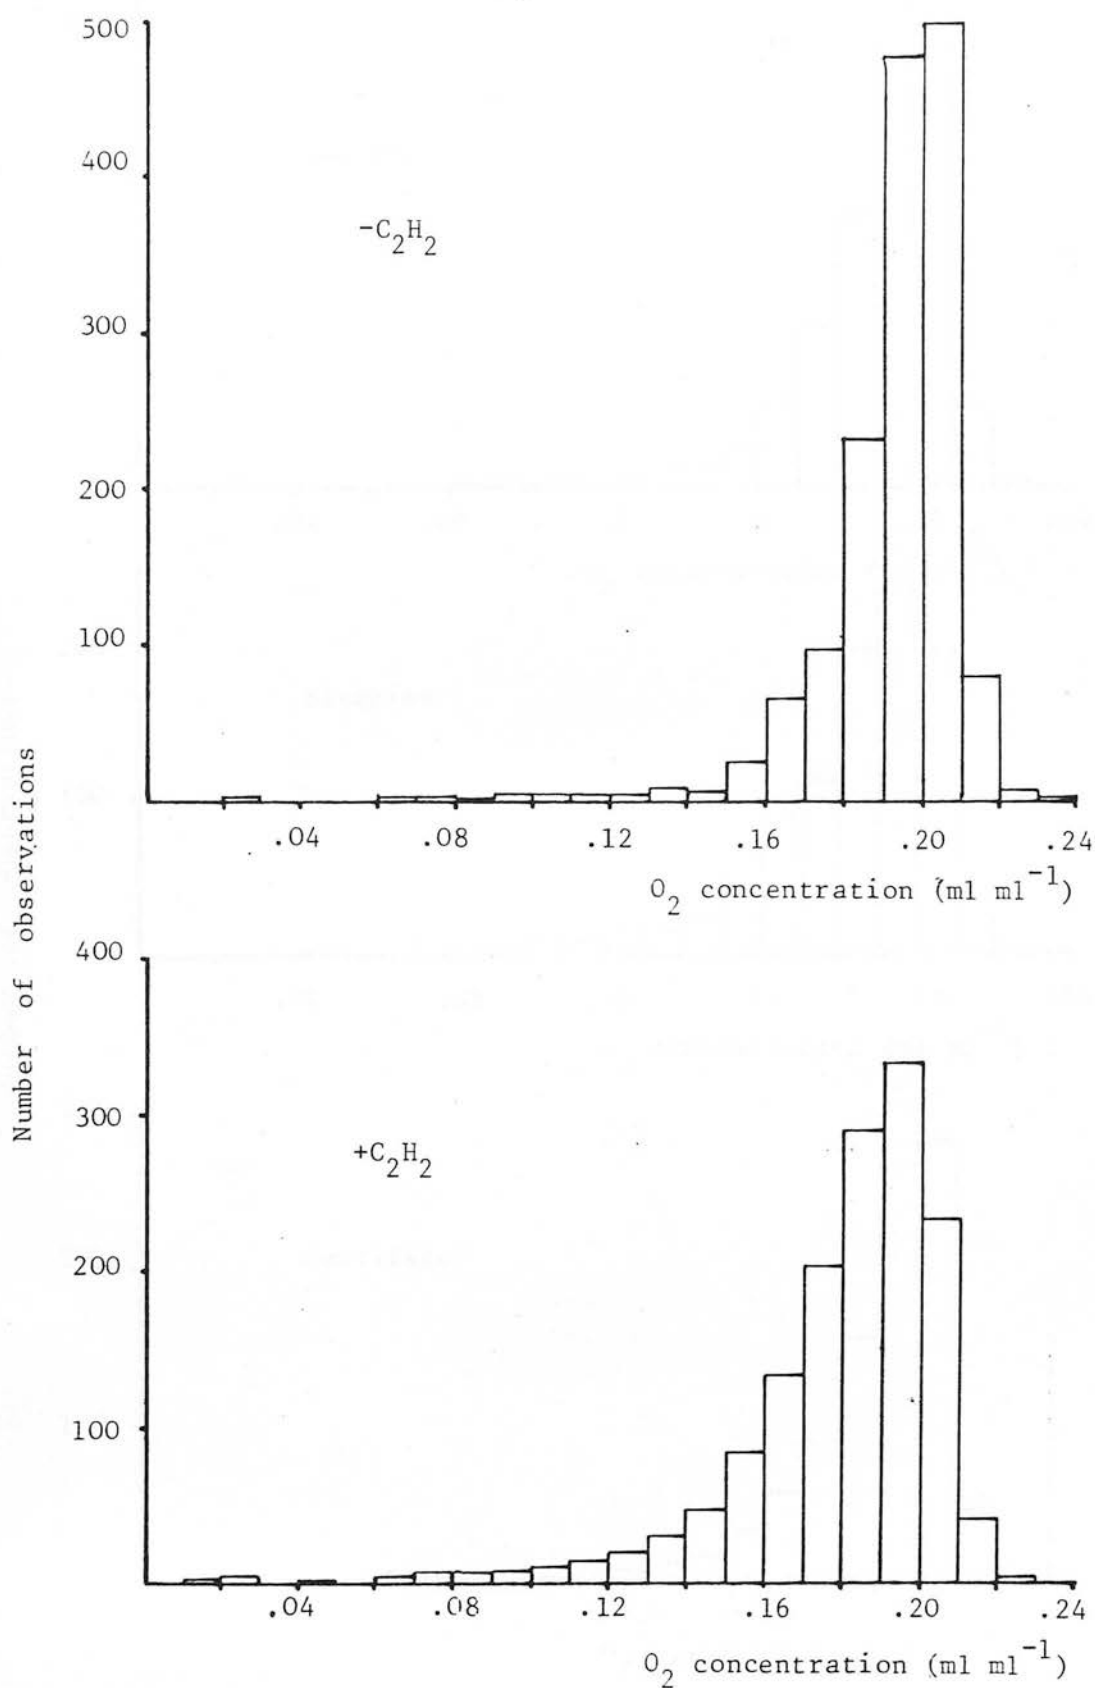 Number of observations
500
400
300
200
100
-C₂H₂
.04 .08 .12 .16 .20 .24
O₂ concentration (ml ml⁻¹)
400
300
200
100
+C₂H₂
.04 .08 .12 .16 .20 .24
O₂ concentration (ml ml⁻¹)